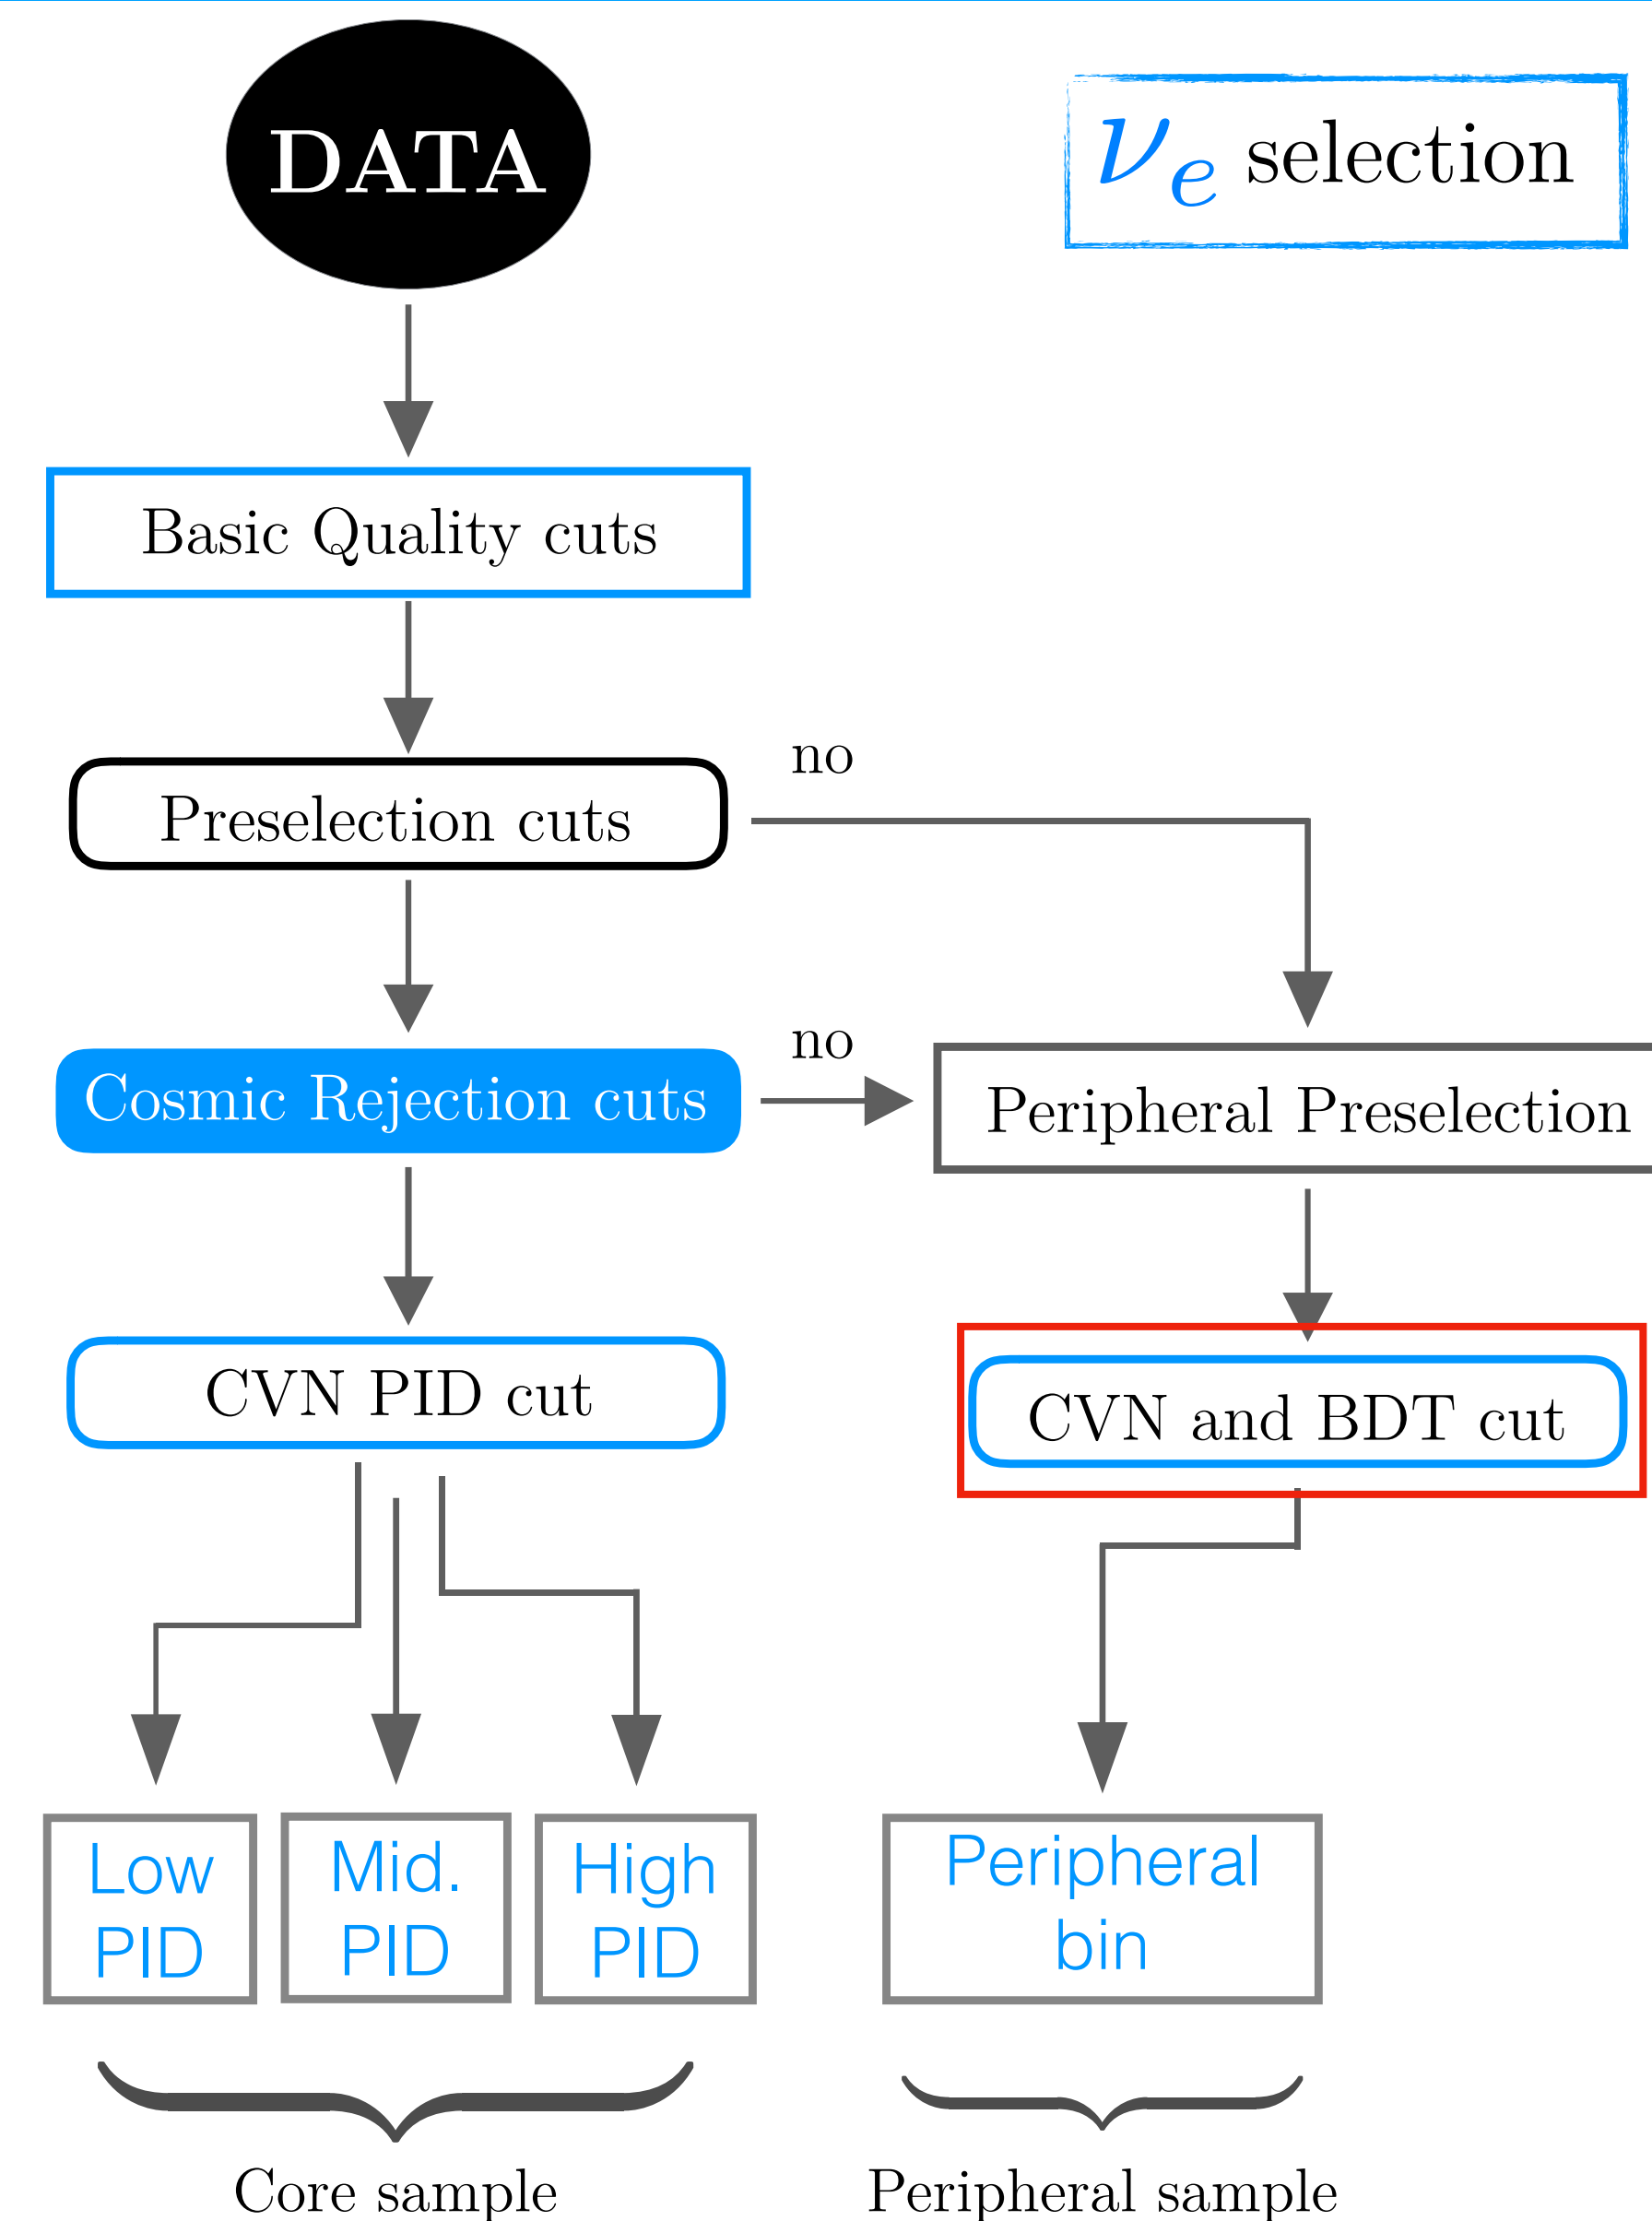 DATA
νe selection
Basic Quality cuts
no
Preselection cuts
no
Cosmic Rejection cuts
Peripheral Preselection
CVN PID cut
CVN and BDT cut
Low
PID
Mid.
PID
High
PID
Peripheral
bin
Core sample
Peripheral sample